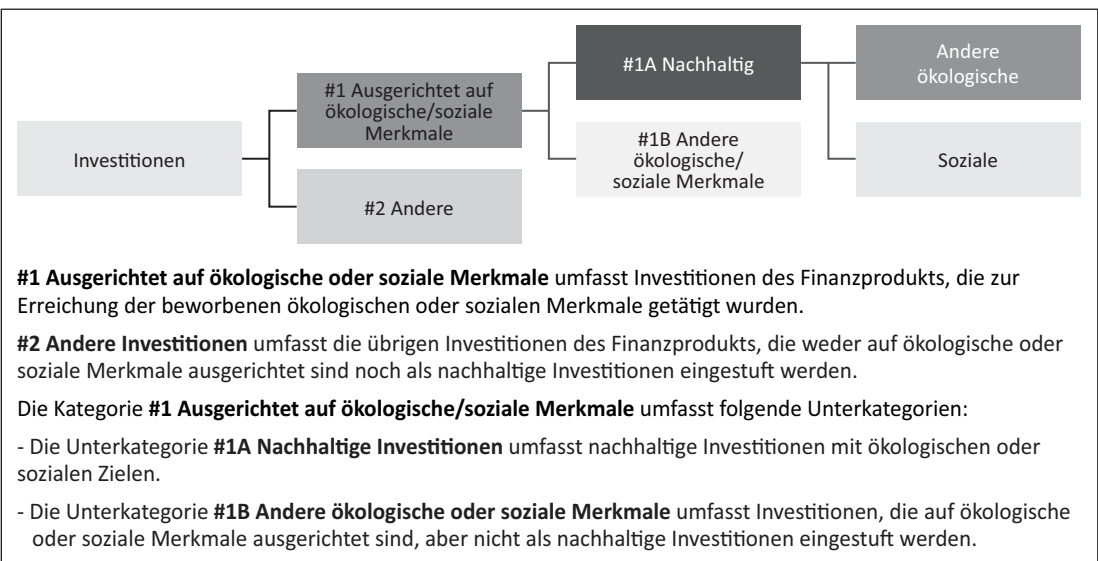 Investitionen
#1 Ausgerichtet auf
ökologische/soziale
Merkmale
#2 Andere
#1A Nachhaltig
#1B Andere
ökologische/
soziale Merkmale
Andere
ökologische
Soziale
#1 Ausgerichtet auf ökologische oder soziale Merkmale umfasst Investitionen des Finanzprodukts, die zur
Erreichung der beworbenen ökologischen oder sozialen Merkmale getätigt wurden.
#2 Andere Investitionen umfasst die übrigen Investitionen des Finanzprodukts, die weder auf ökologische oder
soziale Merkmale ausgerichtet sind noch als nachhaltige Investitionen eingestuft werden.
Die Kategorie #1 Ausgerichtet auf ökologische/soziale Merkmale umfasst folgende Unterkategorien:
- Die Unterkategorie #1A Nachhaltige Investitionen umfasst nachhaltige Investitionen mit ökologischen oder
sozialen Zielen.
- Die Unterkategorie #1B Andere ökologische oder soziale Merkmale umfasst Investitionen, die auf ökologische
oder soziale Merkmale ausgerichtet sind, aber nicht als nachhaltige Investitionen eingestuft werden.